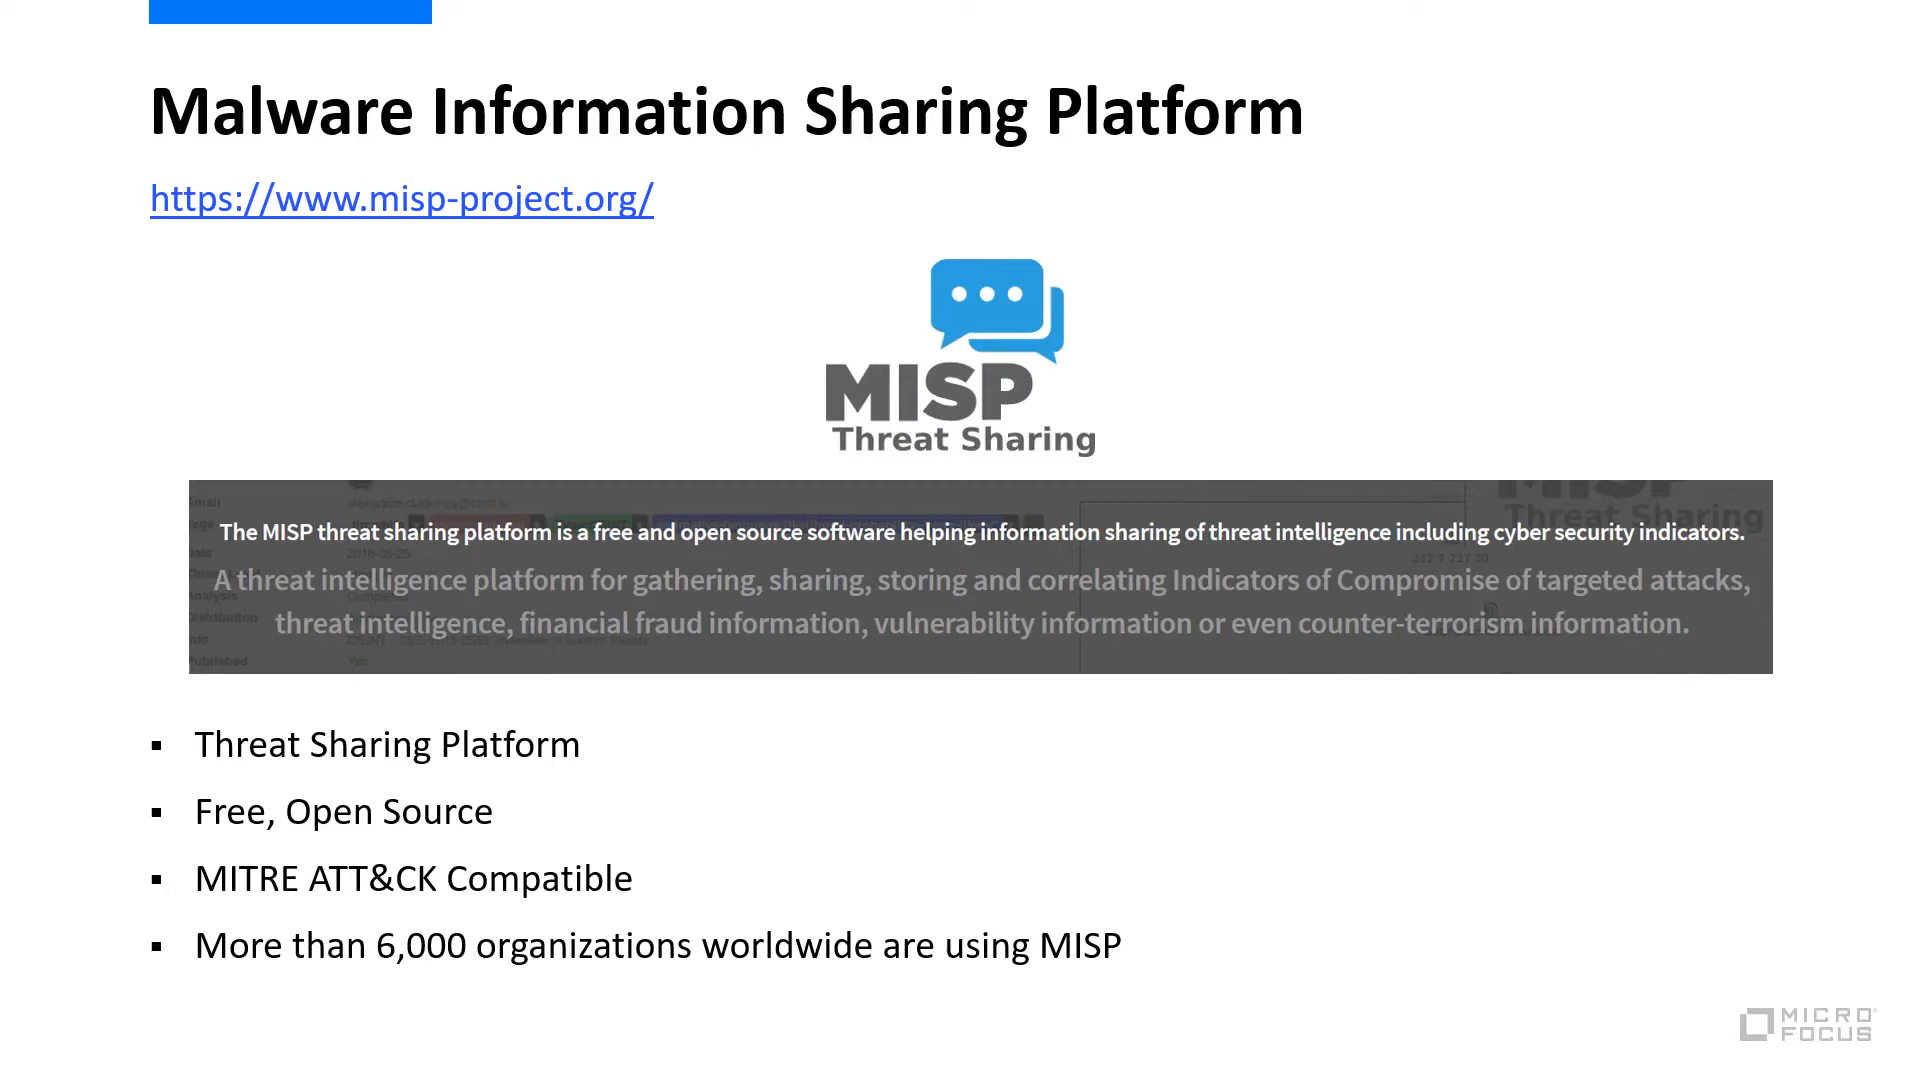 Malware Information Sharing Platform
https://www.misp-project.org/
MISP
Threat Sharing
The MISP threat sharing platform is a free and open source software helping information sharing of threat intelligence including cyber security indicators.
A threat intelligence platform for gathering, sharing, storing and correlating Indicators of Compromise of targeted attacks,
threat intelligence, financial fraud information, vulnerability information or even counter-terrorism information.
▪ Threat Sharing Platform
▪ Free, Open Source
▪ MITRE ATT&CK Compatible
▪ More than 6,000 organizations worldwide are using MISP
MICRO
FOCUS